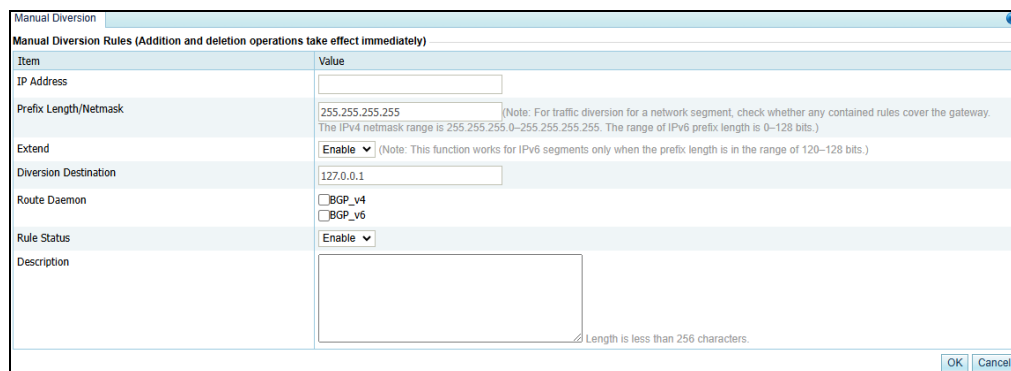 Manual Diversion
Manual Diversion Rules (Addition and deletion operations take effect immediately)
Item Value
IP Address
Prefix Length/Netmask 255.255.255.255 (Note: For traffic diversion for a network segment, check whether any contained rules cover the gateway.
The IPv4 netmask range is 255.255.255.0–255.255.255.255. The range of IPv6 prefix length is 0–128 bits.)
Extend Enable (Note: This function works for IPv6 segments only when the prefix length is in the range of 120–128 bits.)
Diversion Destination 127.0.0.1
Route Daemon BGP_v4
BGP_v6
Rule Status Enable
Description
Length is less than 256 characters.
OK Cancel